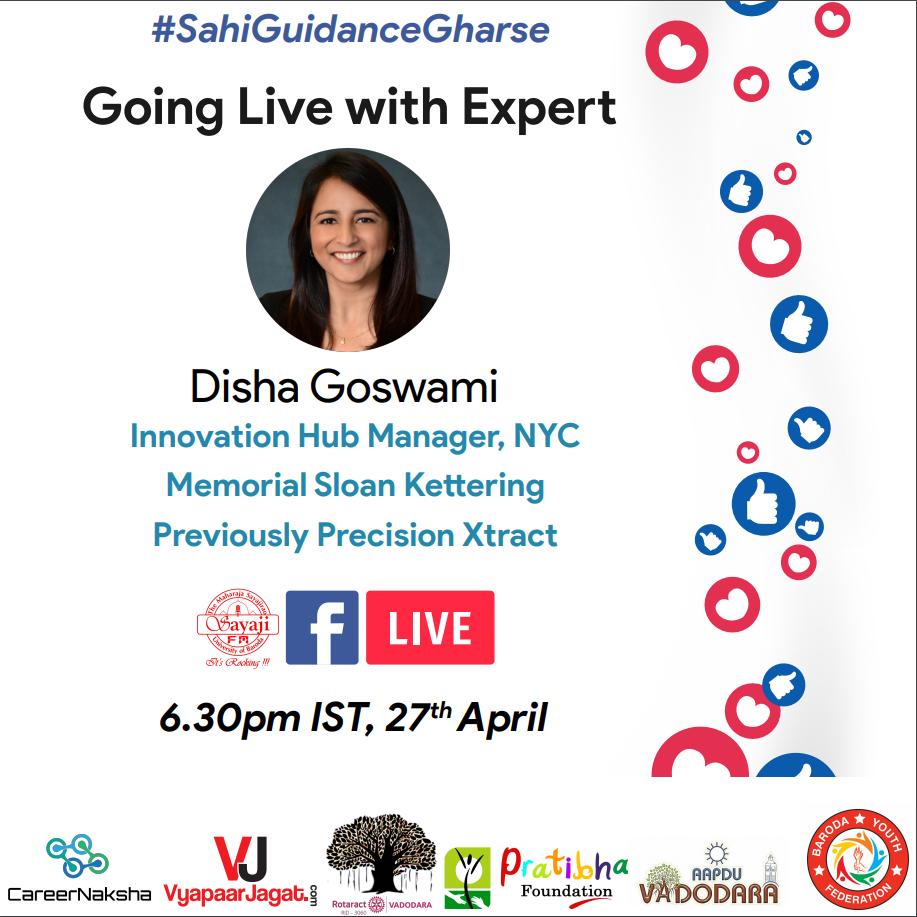 #SahiGuidanceGharse
Going Live with Expert
Disha Goswami
Innovation Hub Manager, NYC
Memorial Sloan Kettering
Previously Precision Xtract
The Maharaja Sayajirao
Sayaji
FM
University of Baroda
It's Rocking !!!
f
LIVE
6.30pm IST, 27th April
CareerNaksha
VJ
VyapaarJagat.com
Rotaract VADODARA
RID - 3060
Pratibha
Foundation
AAPDU
VADODARA
BARODA YOUTH
FEDERATION